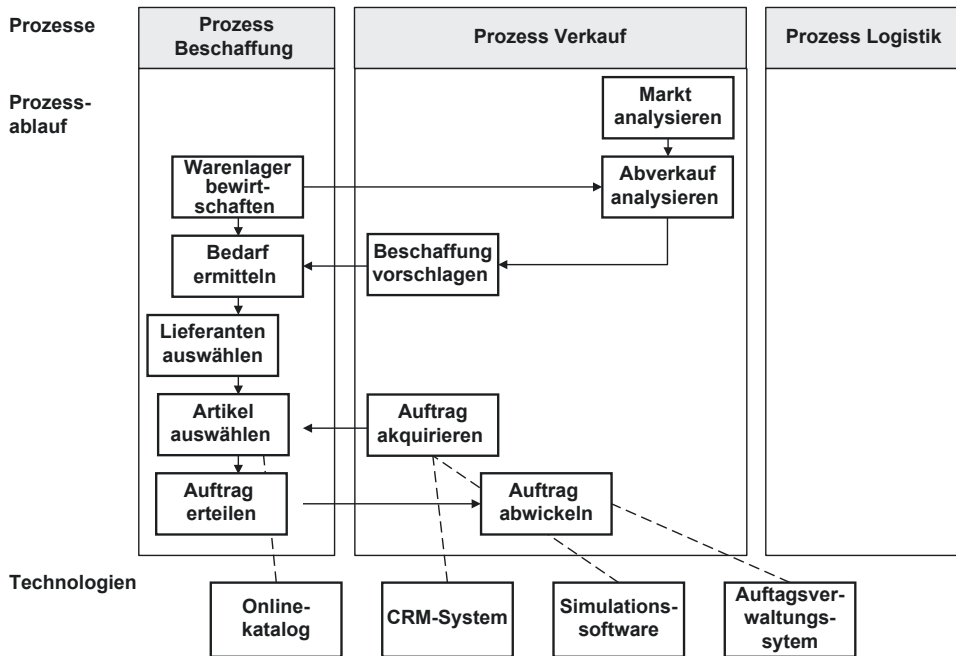 Prozesse
Prozess
Beschaffung
Prozess Verkauf
Prozess Logistik
Prozess-
ablauf
Markt
analysieren
Warenlager
bewirt-
schaften
Abverkauf
analysieren
Bedarf
ermitteln
Beschaffung
vorschlagen
Lieferanten
auswählen
Artikel
auswählen
Auftrag
akquirieren
Auftrag
erteilen
Auftrag
abwickeln
Technologien
Online-
katalog
CRM-System
Simulations-
software
Auftagsver-
waltungs-
sytem